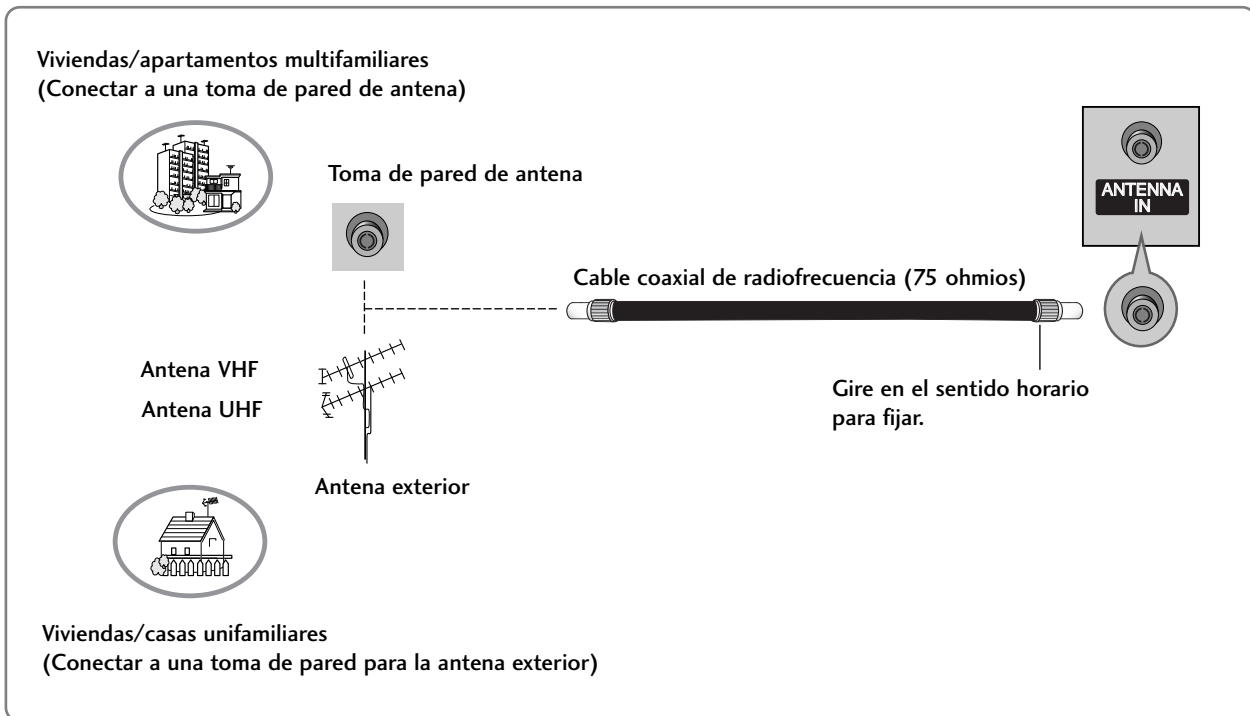 Viviendas/apartamentos multifamiliares
(Conectar a una toma de pared de antena)
Toma de pared de antena
ANTENNA
IN
Cable coaxial de radiofrecuencia (75 ohmios)
Antena VHF
Antena UHF
Gire en el sentido horario
para fijar.
Antena exterior
Viviendas/casas unifamiliares
(Conectar a una toma de pared para la antena exterior)